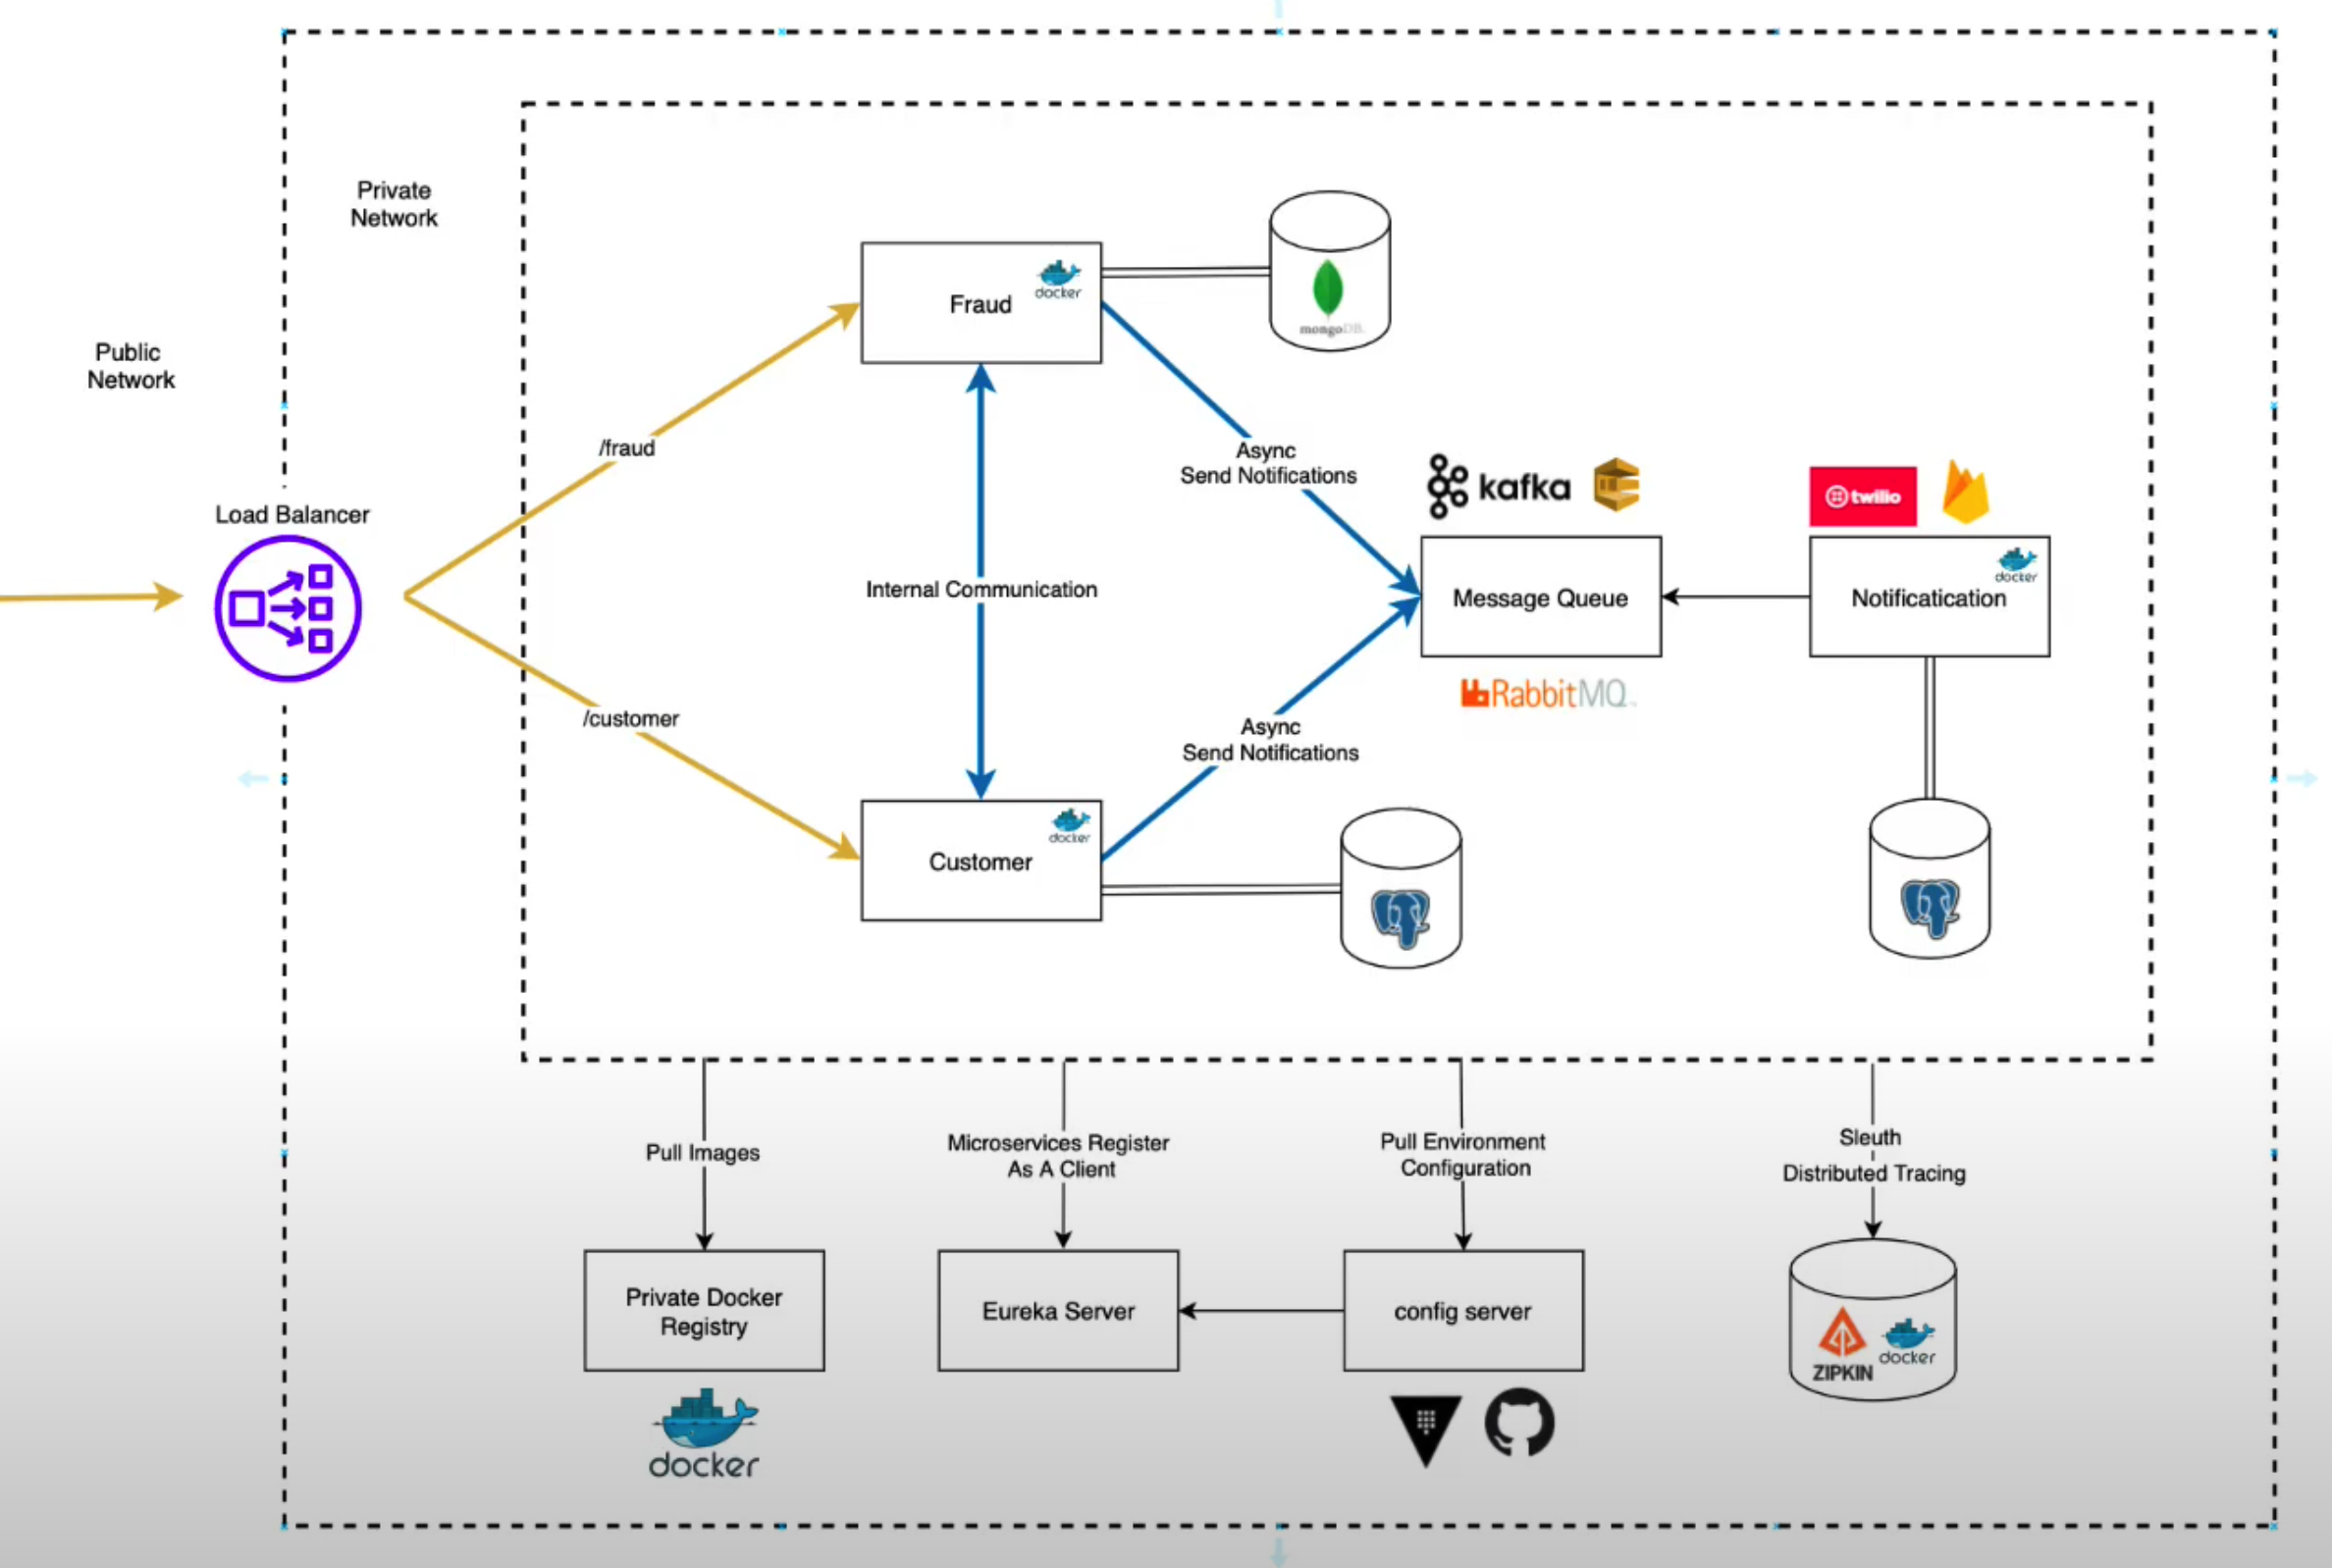 Private
Network
Public
Network
Load Balancer
/fraud
/customer
Fraud
docker
mongoDB.
Internal Communication
Async
Send Notifications
kafka
twilio
Message Queue
Notificatication
docker
RabbitMQ
Async
Send Notifications
Customer
docker
Pull Images
Microservices Register
As A Client
Pull Environment
Configuration
Sleuth
Distributed Tracing
Private Docker
Registry
Eureka Server
config server
ZIPKIN
docker
docker